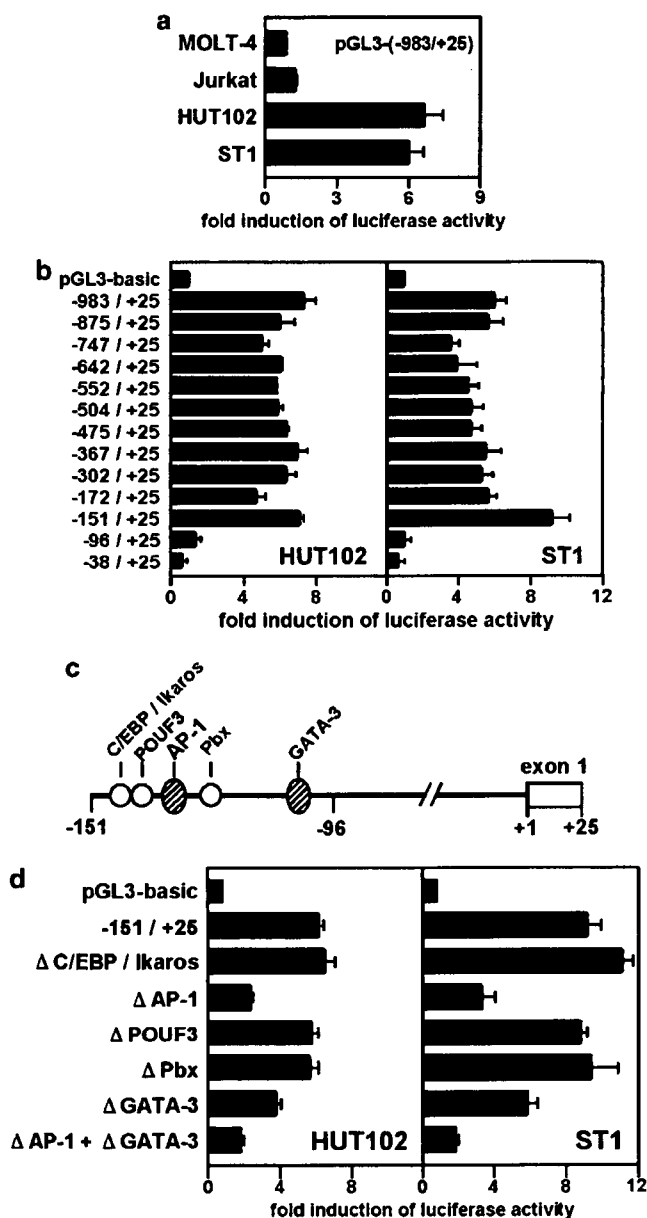 a
MOLT-4
pGL3-(-983/+25)
Jurkat
HUT102
ST1
0 3 6 9
fold induction of luciferase activity
b
pGL3-basic
-983 / +25
-875 / +25
-747 / +25
-642 / +25
-552 / +25
-504 / +25
-475 / +25
-367 / +25
-302 / +25
-172 / +25
-151 / +25
-96 / +25
-38 / +25
HUT102 ST1
0 4 8 0 4 8 12
fold induction of luciferase activity
c
C/EBP / Ikaros
POUF3
AP-1
Pbx
GATA-3
exon 1
-151 -96 +1 +25
d
pGL3-basic
-151 / +25
Δ C/EBP / Ikaros
Δ AP-1
Δ POUF3
Δ Pbx
Δ GATA-3
Δ AP-1 + Δ GATA-3
HUT102 ST1
0 4 8 0 4 8 12
fold induction of luciferase activity